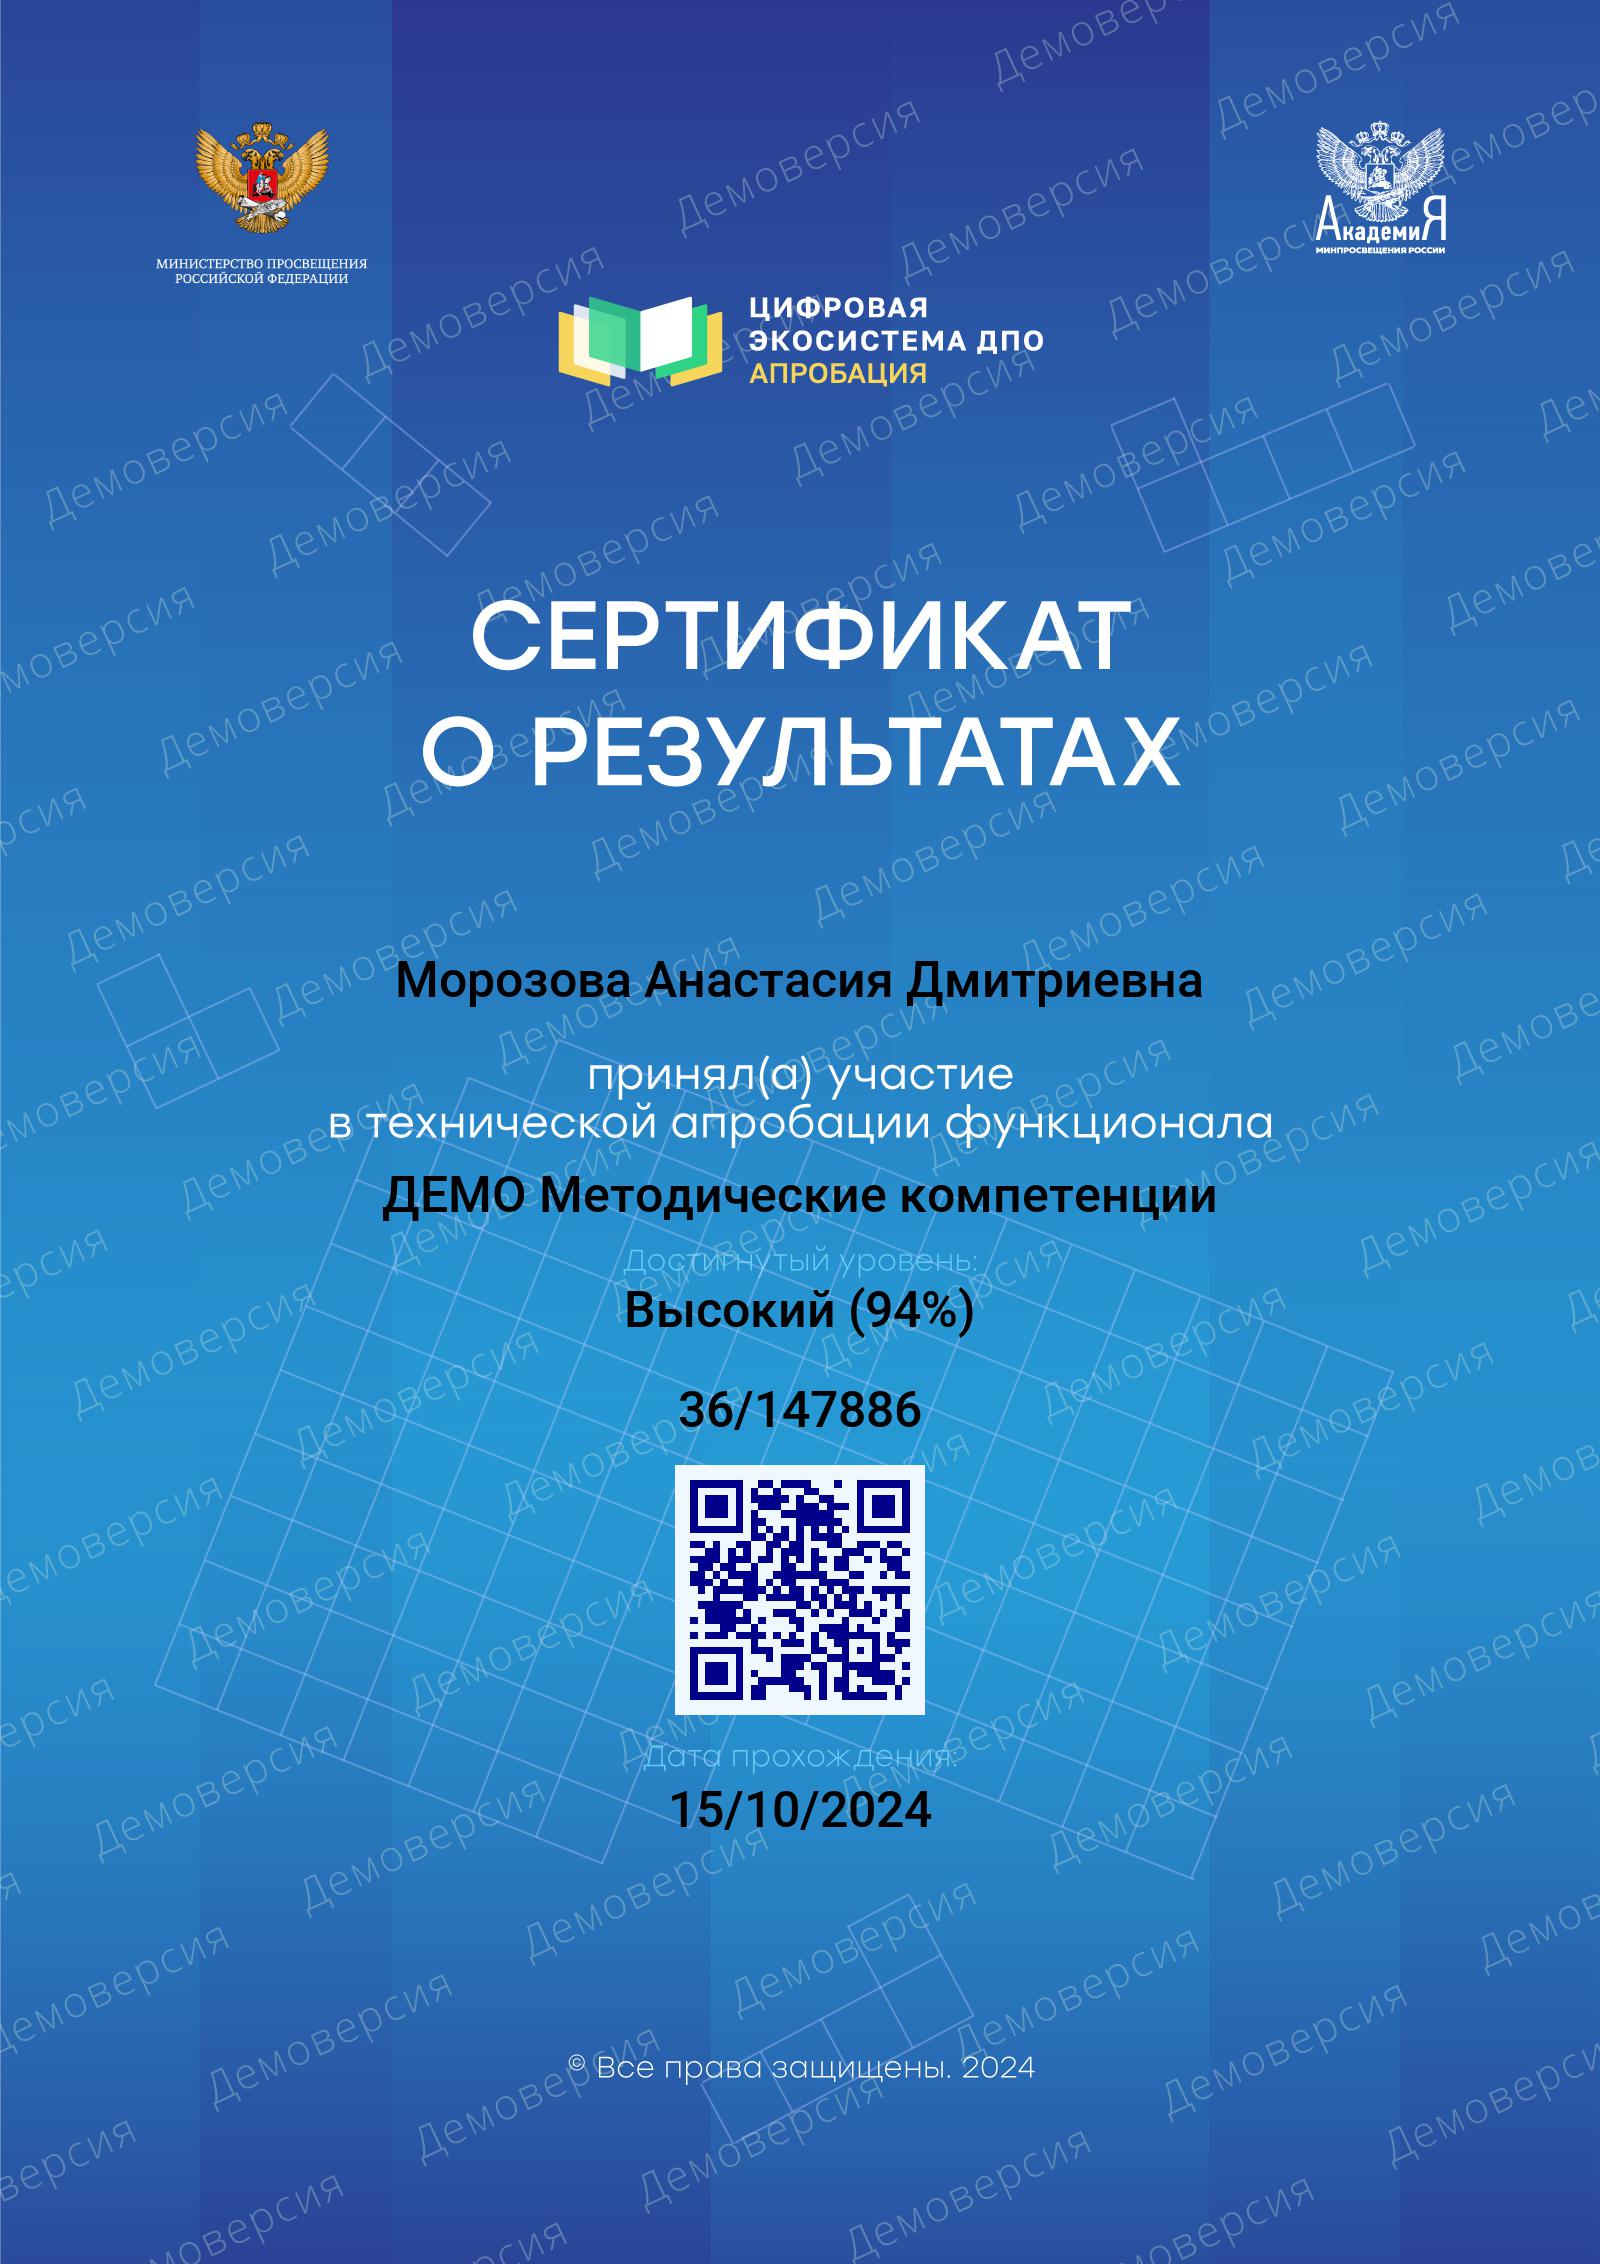 МИНИСТЕРСТВО ПРОСВЕЩЕНИЯ
РОССИЙСКОЙ ФЕДЕРАЦИИ
АкадемиЯ
МИНПРОСВЕЩЕНИЯ РОССИИ
ЦИФРОВАЯ
ЭКОСИСТЕМА ДПО
АПРОБАЦИЯ
СЕРТИФИКАТ
О РЕЗУЛЬТАТАХ
Морозова Анастасия Дмитриевна
принял(а) участие
в технической апробации функционала
ДЕМО Методические компетенции
Достигнутый уровень:
Высокий (94%)
36/147886
Дата прохождения:
15/10/2024
© Все права защищены. 2024
Демоверсия